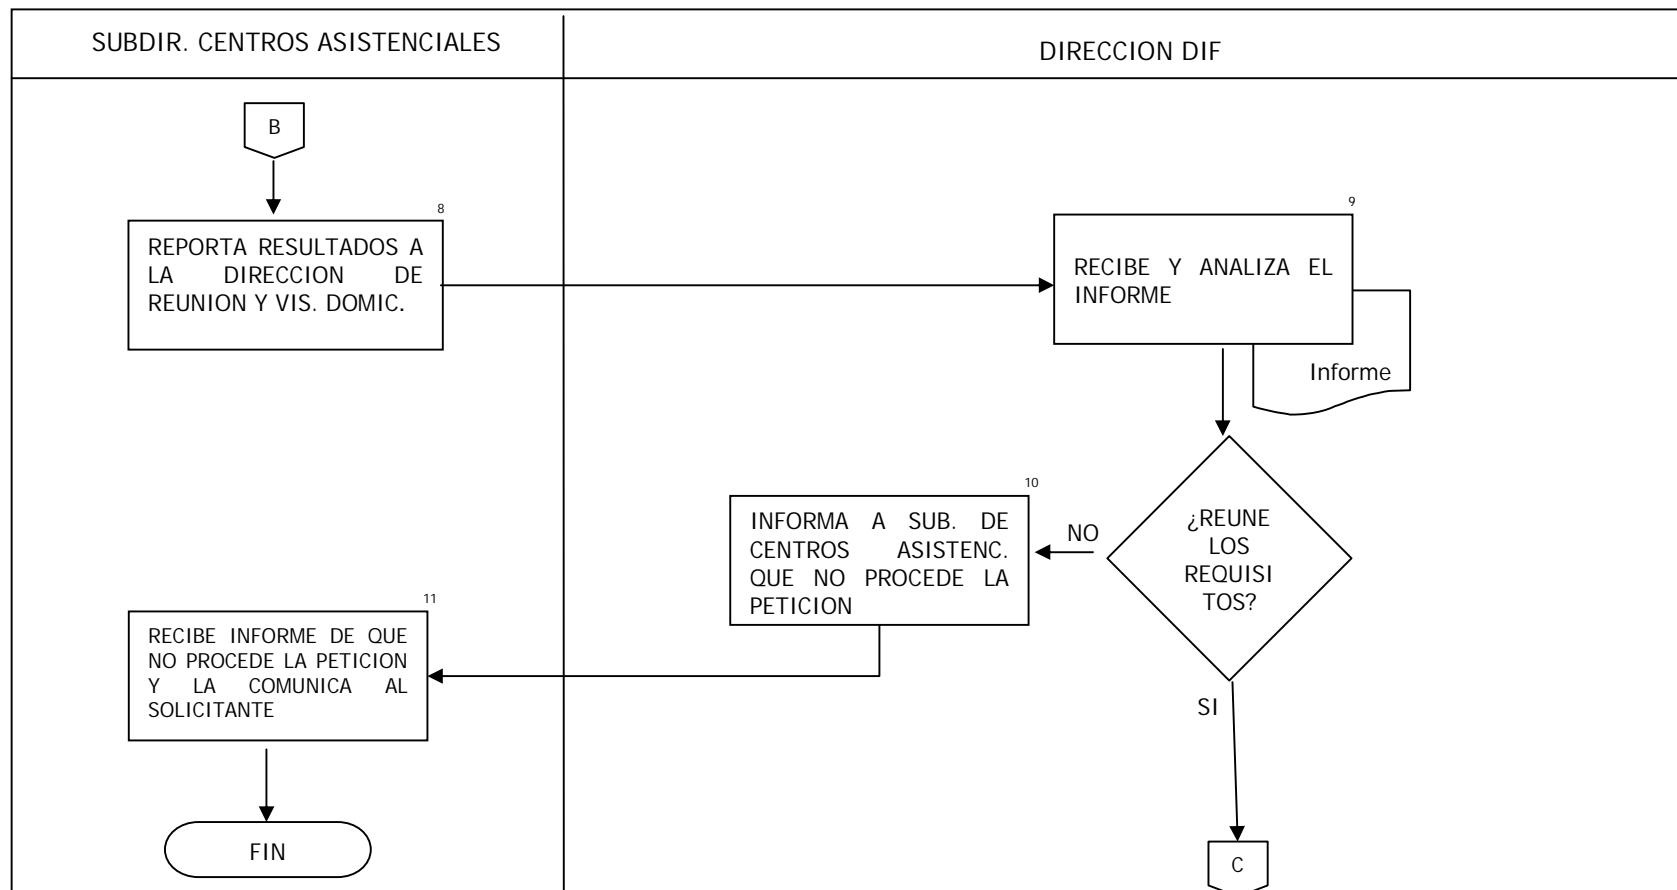 SUBDIR. CENTROS ASISTENCIALES
DIRECCION DIF
B
8
REPORTA RESULTADOS A
LA DIRECCION DE
REUNION Y VIS. DOMIC.
9
RECIBE Y ANALIZA EL
INFORME
Informe
¿REUNE
LOS
REQUISI
TOS?
NO
10
INFORMA A SUB. DE
CENTROS ASISTENC.
QUE NO PROCEDE LA
PETICION
11
RECIBE INFORME DE QUE
NO PROCEDE LA PETICION
Y LA COMUNICA AL
SOLICITANTE
SI
FIN
C